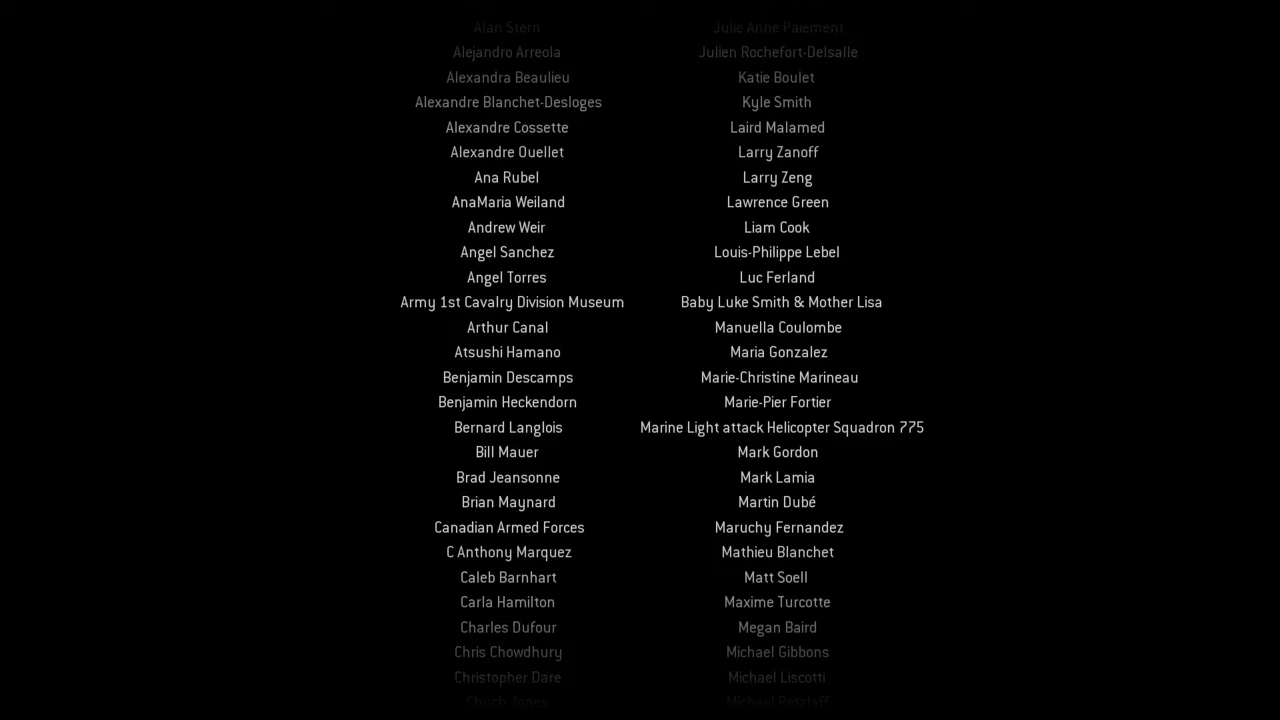 Alan Stern
Alejandro Arreola
Alexandra Beaulieu
Alexandre Blanchet-Desloges
Alexandre Cossette
Alexandre Ouellet
Ana Rubel
AnaMaria Weiland
Andrew Weir
Angel Sanchez
Angel Torres
Army 1st Cavalry Division Museum
Arthur Canal
Atsushi Hamano
Benjamin Descamps
Benjamin Heckendorn
Bernard Langlois
Bill Mauer
Brad Jeansonne
Brian Maynard
Canadian Armed Forces
C Anthony Marquez
Caleb Barnhart
Carla Hamilton
Charles Dufour
Chris Chowdhury
Christopher Dare
Chuch Jones
Julie Anne Paiement
Julien Rochefort-Delsalle
Katie Boulet
Kyle Smith
Laird Malamed
Larry Zanoff
Larry Zeng
Lawrence Green
Liam Cook
Louis-Philippe Lebel
Luc Ferland
Baby Luke Smith & Mother Lisa
Manuella Coulombe
Maria Gonzalez
Marie-Christine Marineau
Marie-Pier Fortier
Marine Light attack Helicopter Squadron 775
Mark Gordon
Mark Lamia
Martin Dubé
Maruchy Fernandez
Mathieu Blanchet
Matt Soell
Maxime Turcotte
Megan Baird
Michael Gibbons
Michael Liscotti
Michael Retzlaff